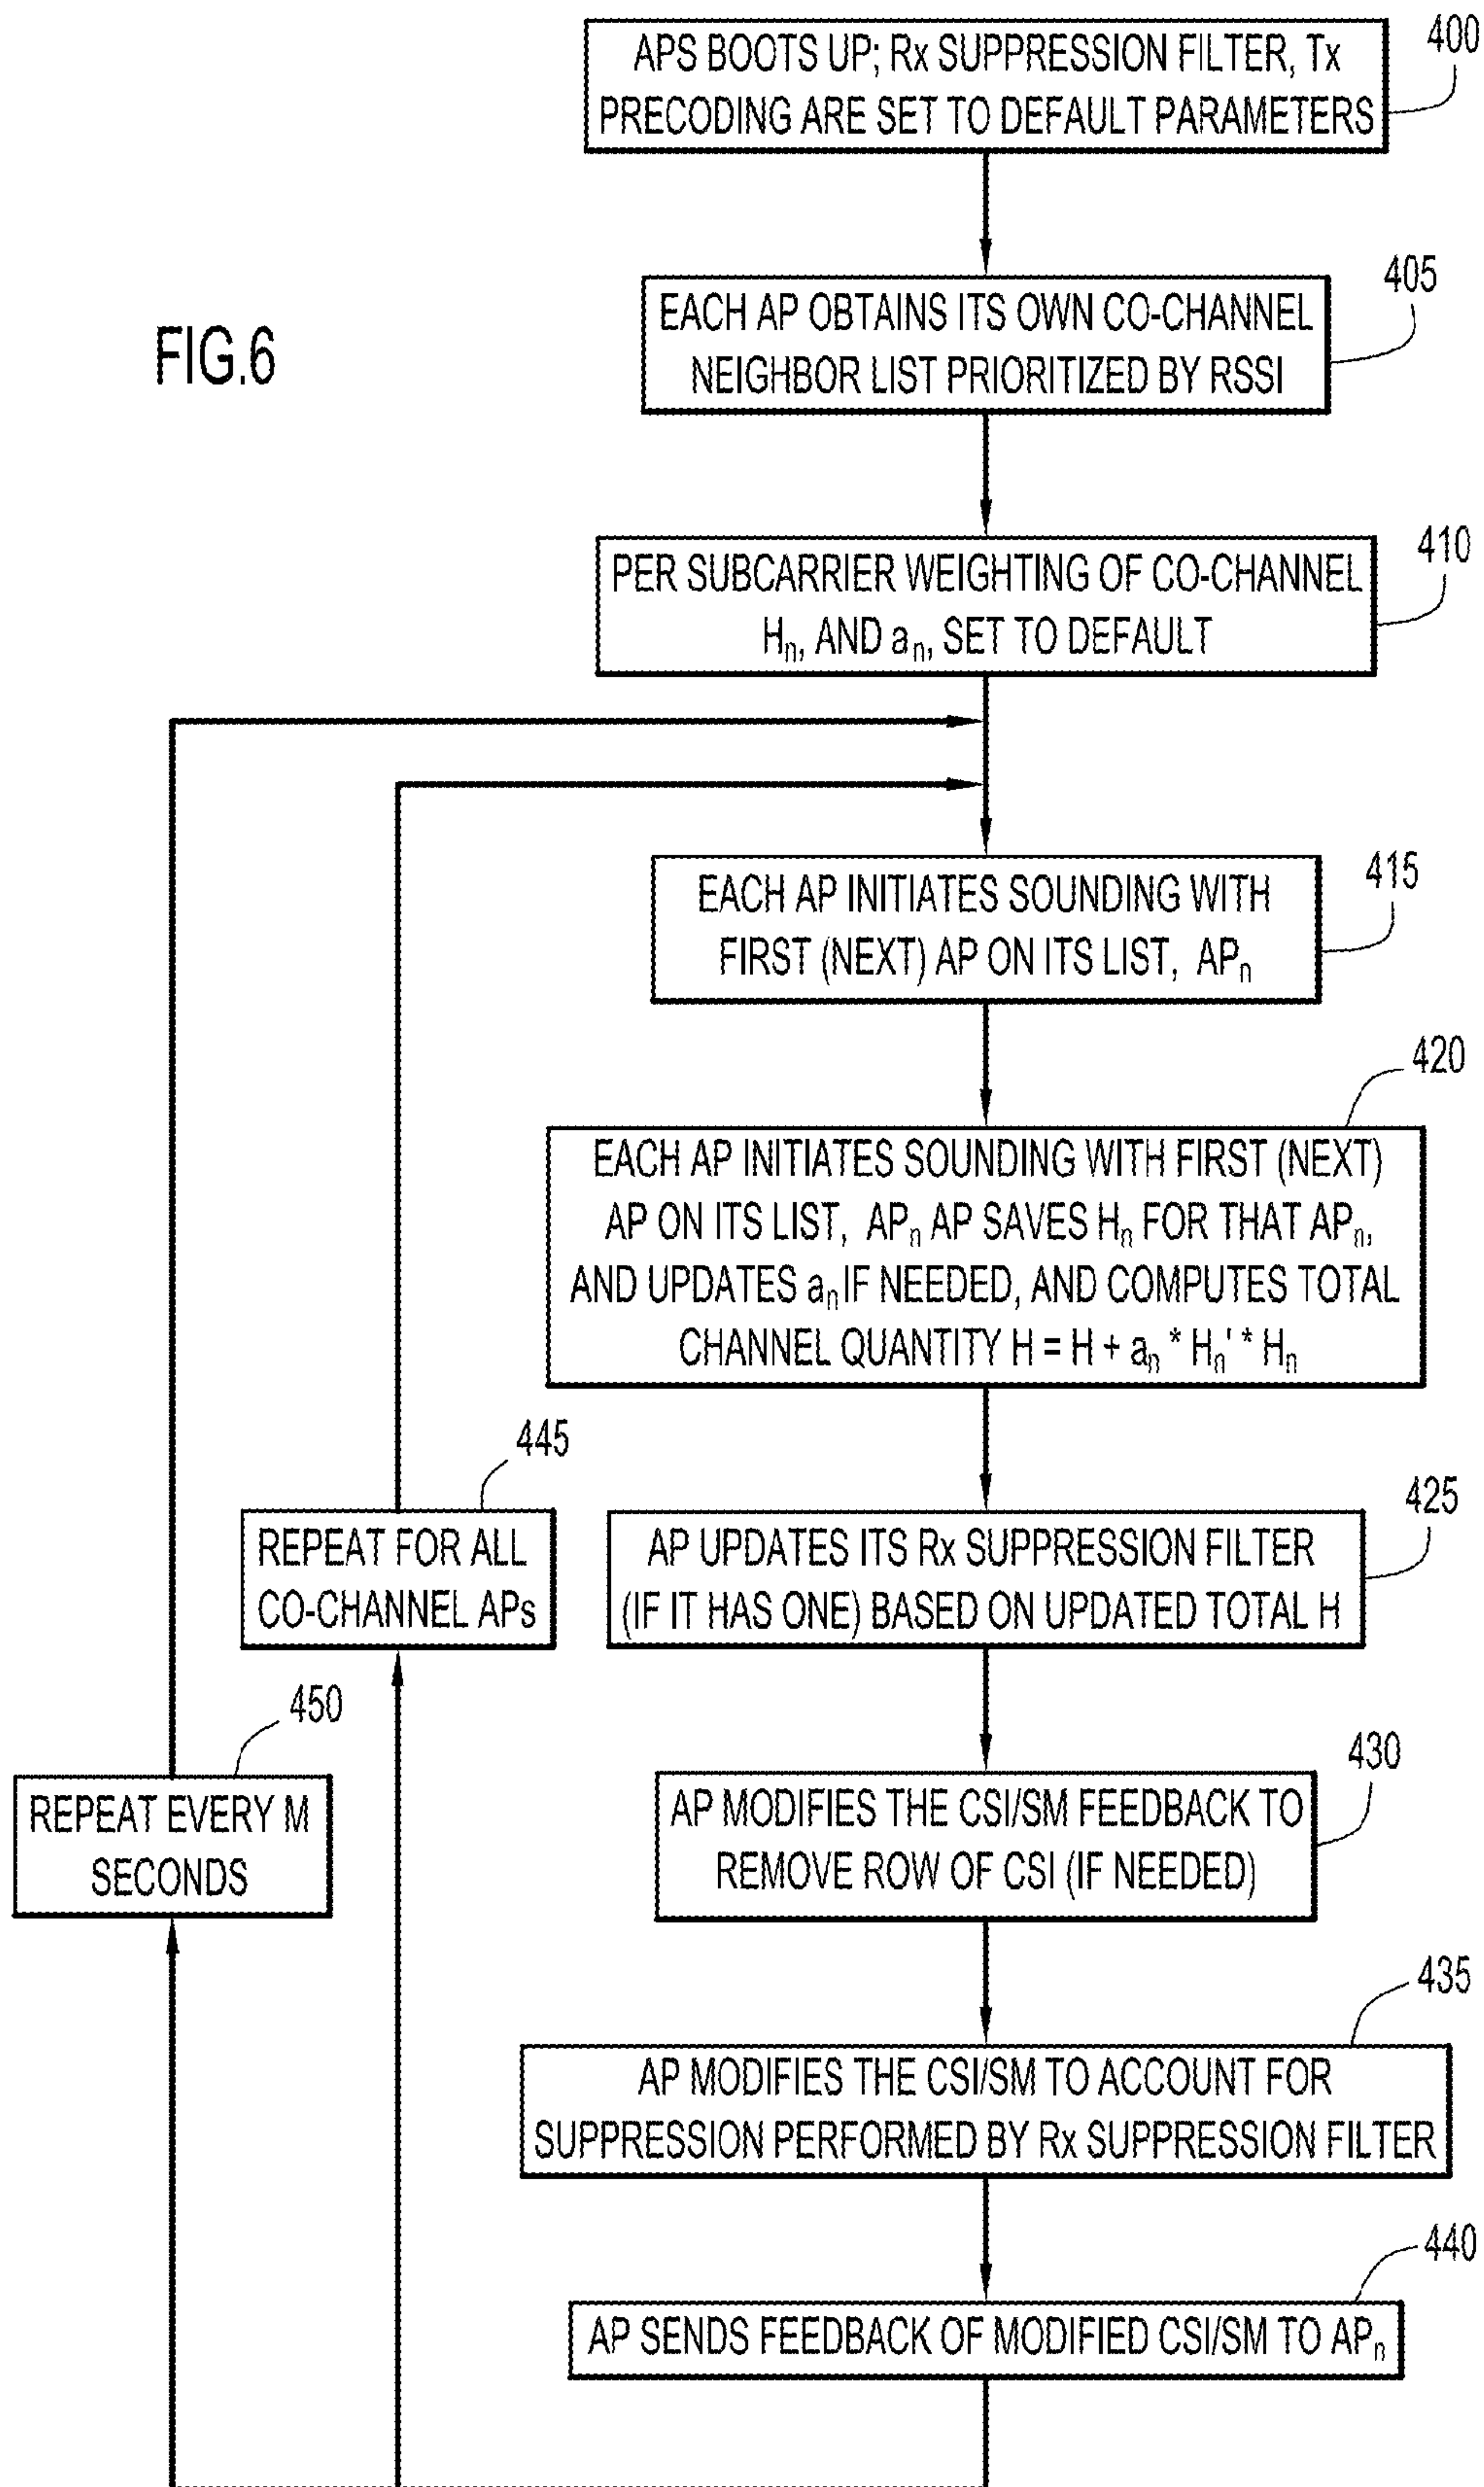 400
APS BOOTS UP; Rx SUPPRESSION FILTER, Tx
PRECODING ARE SET TO DEFAULT PARAMETERS
405
EACH AP OBTAINS ITS OWN CO-CHANNEL
NEIGHBOR LIST PRIORITIZED BY RSSI
FIG.6
410
PER SUBCARRIER WEIGHTING OF CO-CHANNEL
Hn, AND an, SET TO DEFAULT
415
EACH AP INITIATES SOUNDING WITH
FIRST (NEXT) AP ON ITS LIST, APn
420
EACH AP INITIATES SOUNDING WITH FIRST (NEXT)
AP ON ITS LIST, APn AP SAVES Hn FOR THAT APn,
AND UPDATES an IF NEEDED, AND COMPUTES TOTAL
CHANNEL QUANTITY H = H + an * Hn' * Hn
445
REPEAT FOR ALL
CO-CHANNEL APs
425
AP UPDATES ITS Rx SUPPRESSION FILTER
(IF IT HAS ONE) BASED ON UPDATED TOTAL H
450
REPEAT EVERY M
SECONDS
430
AP MODIFIES THE CSI/SM FEEDBACK TO
REMOVE ROW OF CSI (IF NEEDED)
435
AP MODIFIES THE CSI/SM TO ACCOUNT FOR
SUPPRESSION PERFORMED BY Rx SUPPRESSION FILTER
440
AP SENDS FEEDBACK OF MODIFIED CSI/SM TO APn